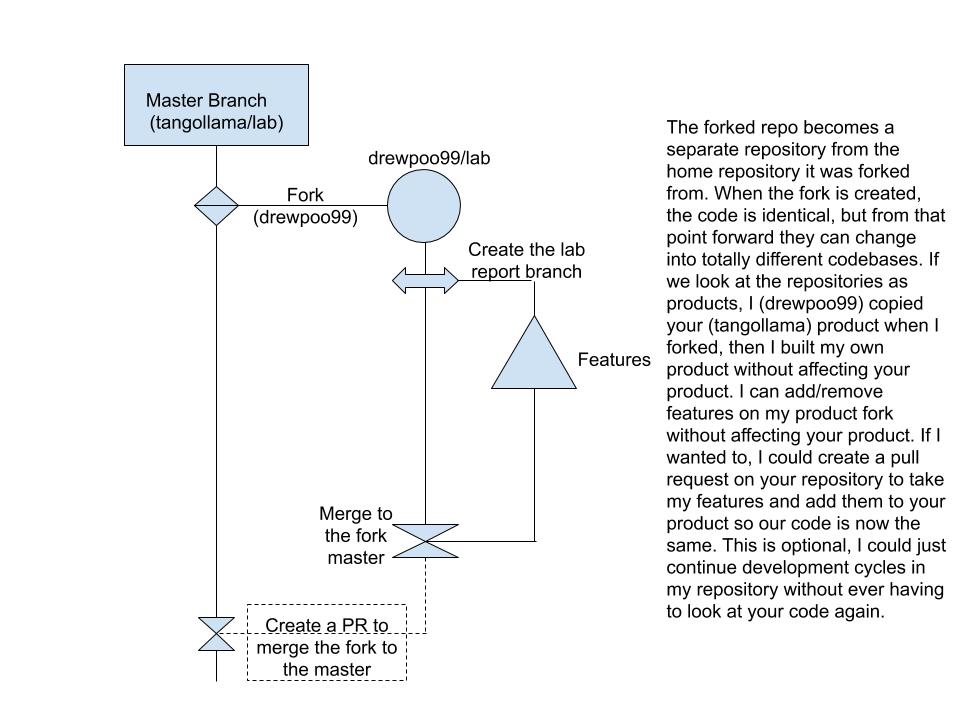 Master Branch
(tangollama/lab)
drewpoo99/lab
Fork
(drewpoo99)
Create the lab
report branch
Features
Merge to
the fork
master
Create a PR to
merge the fork to
the master
The forked repo becomes a
separate repository from the
home repository it was forked
from. When the fork is created,
the code is identical, but from that
point forward they can change
into totally different codebases. If
we look at the repositories as
products, I (drewpoo99) copied
your (tangollama) product when I
forked, then I built my own
product without affecting your
product. I can add/remove
features on my product fork
without affecting your product. If I
wanted to, I could create a pull
request on your repository to take
my features and add them to your
product so our code is now the
same. This is optional, I could just
continue development cycles in
my repository without ever having
to look at your code again.